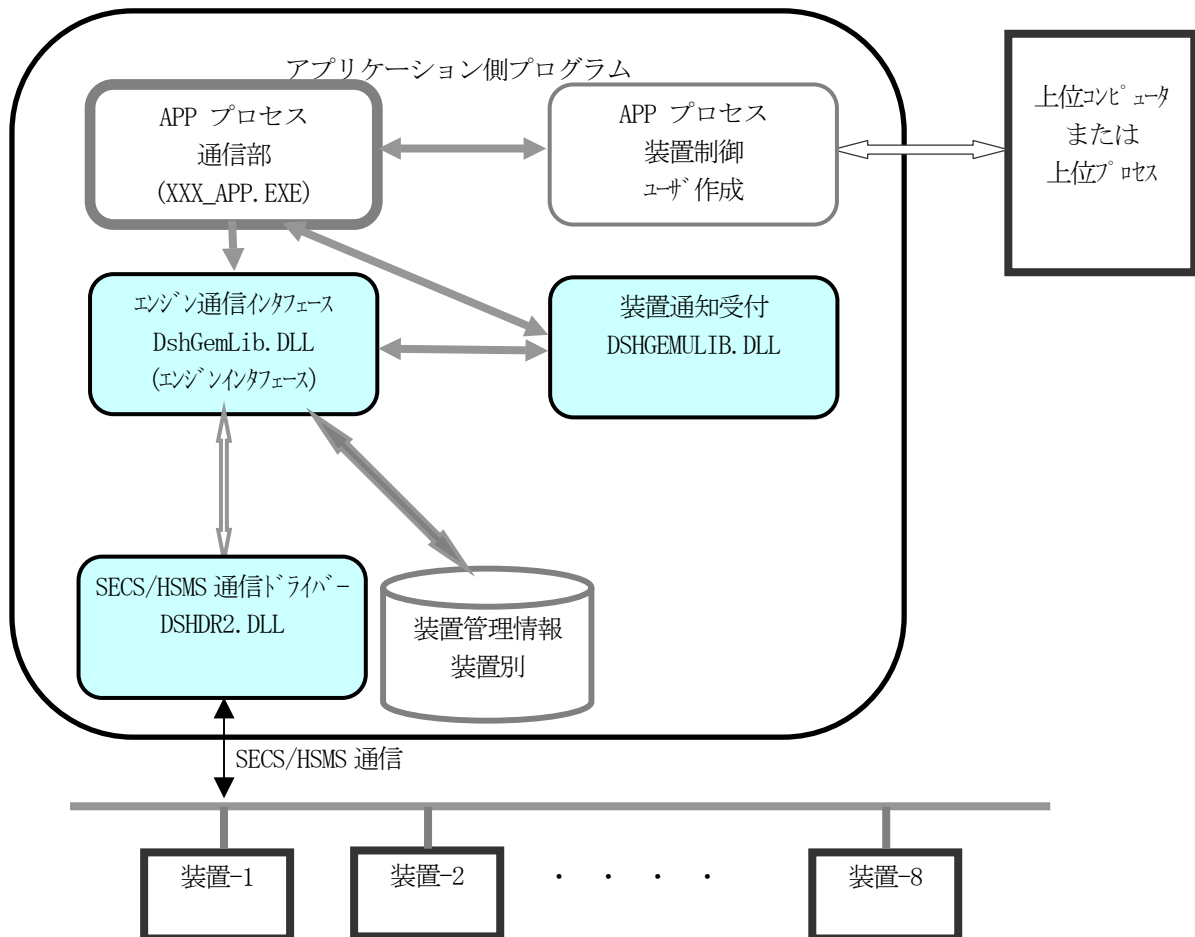 アプリケーション側プログラム
APP プロセス
通信部
(XXX_APP.EXE)
APP プロセス
装置制御
ﾕｰｻﾞ作成
上位ｺﾝﾋﾟｭｰﾀ
または
上位ﾌﾟﾛｾｽ
ｴﾝｼﾞﾝ通信ｲﾝﾀﾌｪｰｽ
DshGemLib.DLL
(ｴﾝｼﾞﾝｲﾝﾀﾌｪｰｽ)
装置通知受付
DSHGEMULIB.DLL
SECS/HSMS 通信ﾄﾞﾗｲﾊﾞｰ
DSHDR2.DLL
装置管理情報
装置別
SECS/HSMS 通信
装置-1
装置-2
・ ・ ・ ・
装置-8